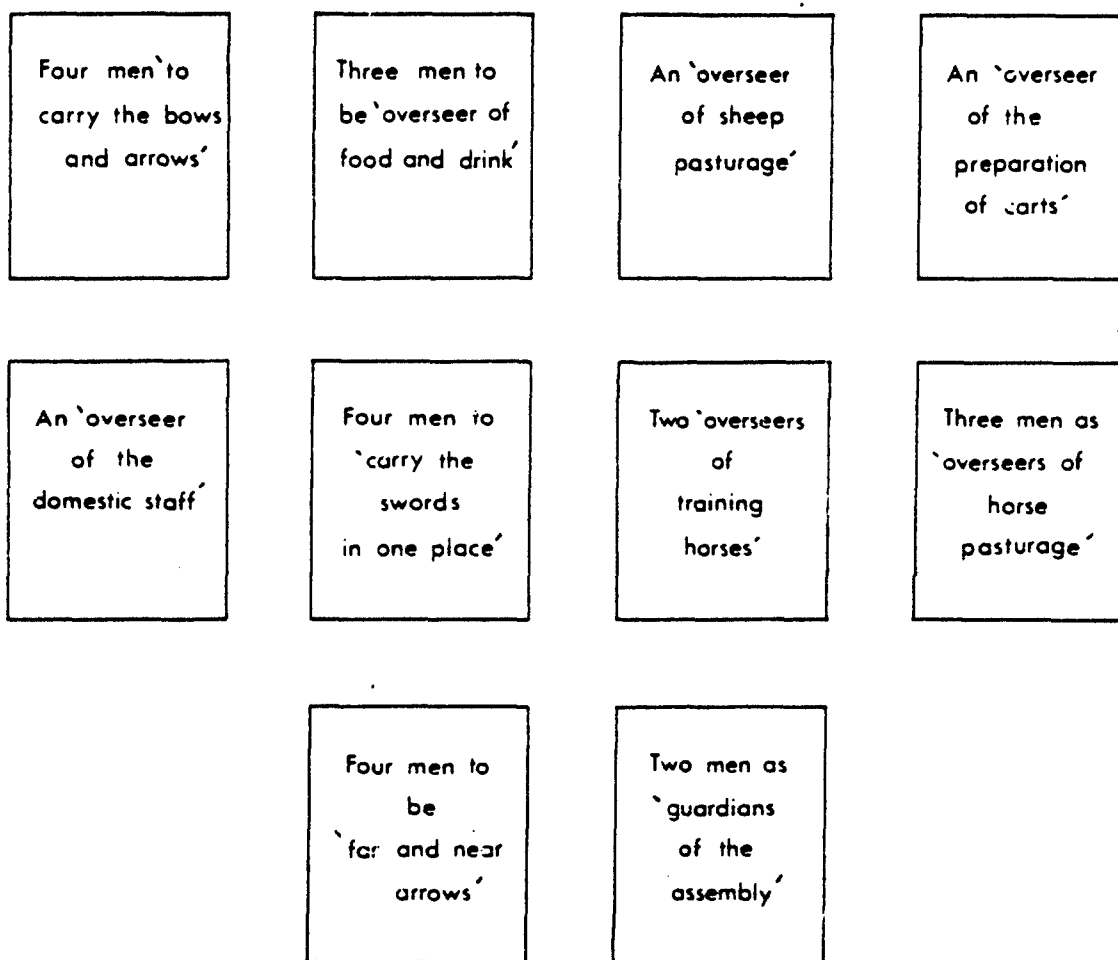 Four men 'to
carry the bows
and arrows'
Three men to
be 'overseer of
food and drink'
An 'overseer
of sheep
pasturage'
An 'overseer
of the
preparation
of carts'
An 'overseer
of the
domestic staff'
Four men to
'carry the
swords
in one place'
Two 'overseers
of
training
horses'
Three men as
'overseers of
horse
pasturage'
Four men to
be
'far and near
arrows'
Two men as
'guardians
of the
assembly'